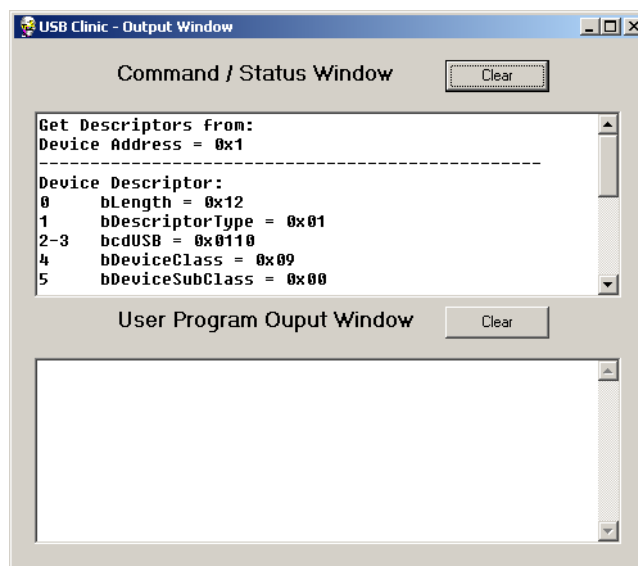 USB Clinic - Output Window
Command / Status Window
Clear
Get Descriptors from:
Device Address = 0x1
----------------------------------------------------
Device Descriptor:
0 bLength = 0x12
1 bDescriptorType = 0x01
2-3 bcdUSB = 0x0110
4 bDeviceClass = 0x09
5 bDeviceSubClass = 0x00
User Program Ouput Window
Clear